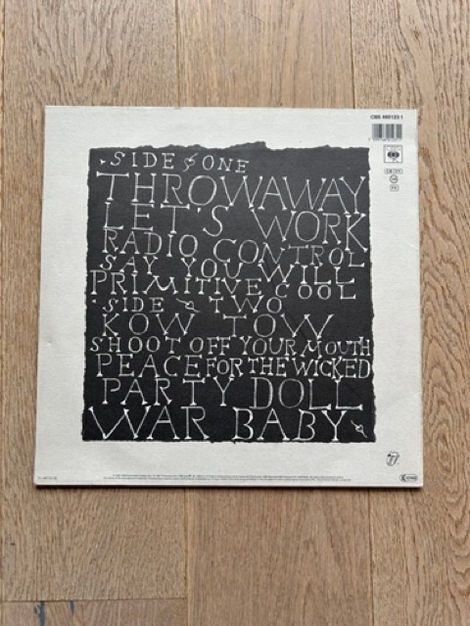 CBS 460123 1
SIDE ONE
THROWAWAY
LET'S WORK
RADIO CONTROL
SAY YOU WILL
PRIMITIVE COOL
SIDE TWO
KOW TOW
SHOOT OFF YOUR MOUTH
PEACE FOR THE WICKED
PARTY DOLL
WAR BABY